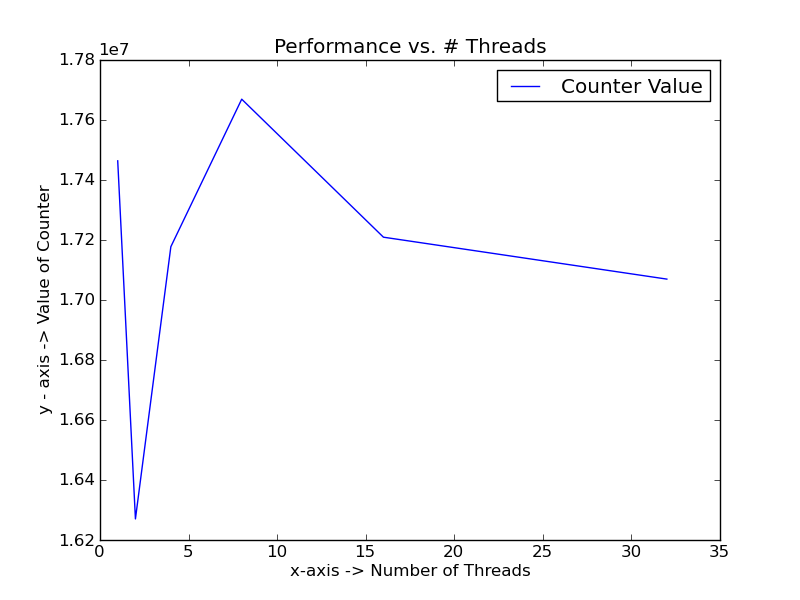 Performance vs. # Threads
1e7
Counter Value
1.78
1.76
1.74
1.72
1.70
1.68
1.66
1.64
1.62
y - axis -> Value of Counter
0 5 10 15 20 25 30 35
x-axis -> Number of Threads